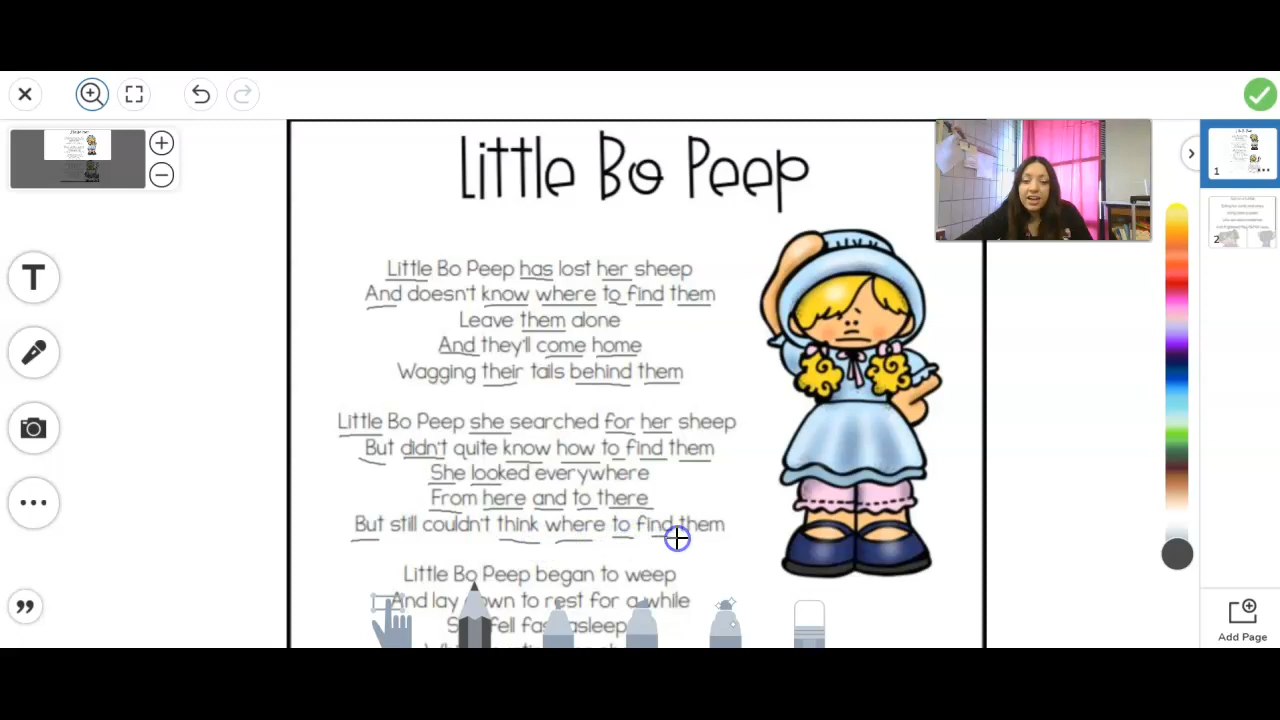 Little Bo Peep
Little Bo Peep has lost her sheep
And doesn't know where to find them
Leave them alone
And they'll come home
Wagging their tails behind them
Little Bo Peep she searched for her sheep
But didn't quite know how to find them
She looked everywhere
From here and to there
But still couldn't think where to find them
Little Bo Peep began to weep
And lay down to rest for a while
fell asleep
T
1
2
Add Page